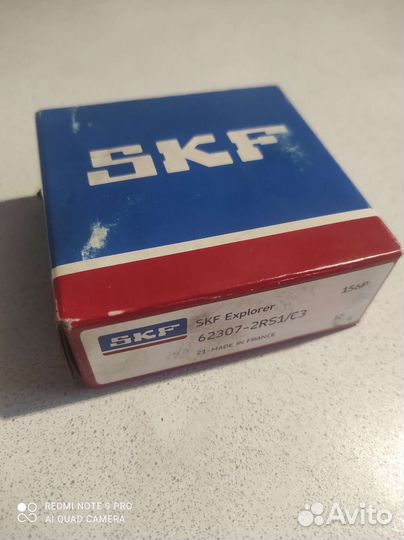 SKF
SKF
SKF Explorer
62307-2RS1/C3
21-MADE IN FRANCE
156P
REDMI NOTE 9 PRO
AI QUAD CAMERA
Avito